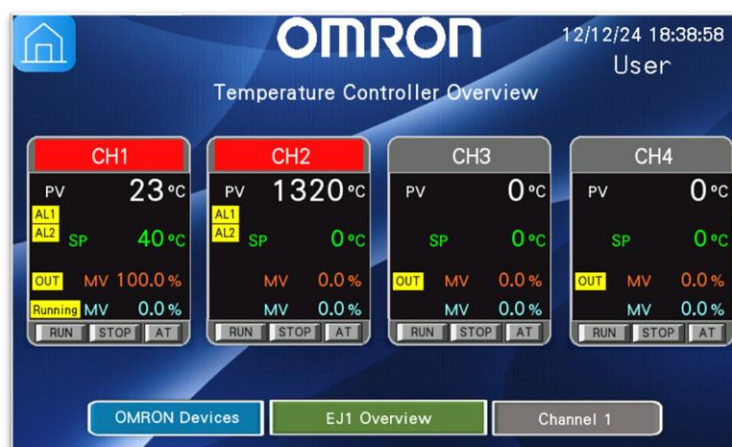 OMRON
12/12/24 18:38:58
User
Temperature Controller Overview
CH1
PV 23 °C
AL1
AL2 SP 40 °C
OUT MV 100.0 %
Running MV 0.0 %
RUN STOP AT
CH2
PV 1320 °C
AL1
AL2 SP 0 °C
MV 0.0 %
MV 0.0 %
RUN STOP AT
CH3
PV 0 °C
SP 0 °C
OUT MV 0.0 %
MV 0.0 %
RUN STOP AT
CH4
PV 0 °C
SP 0 °C
OUT MV 0.0 %
MV 0.0 %
RUN STOP AT
OMRON Devices
EJ1 Overview
Channel 1